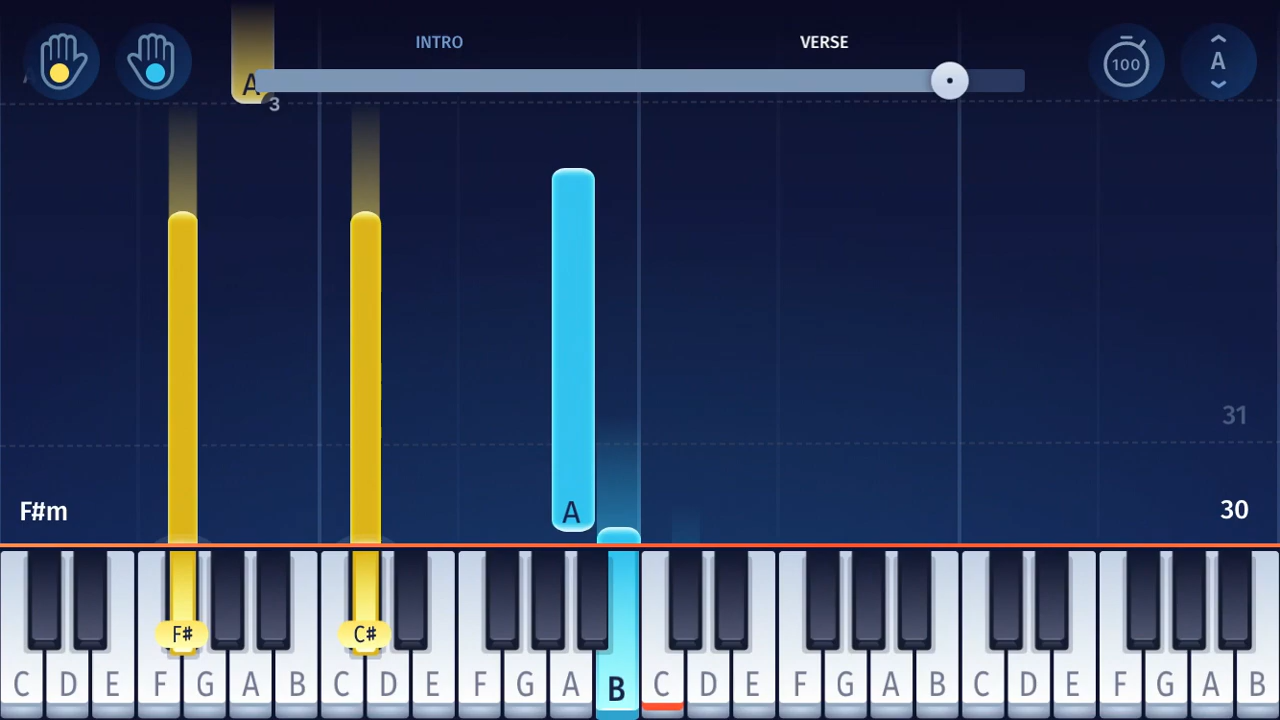 INTRO
VERSE
100
A
A
3
31
A
F#m
30
F#
C#
C D E F G A B C D E F G A B C D E F G A B C D E F G A B